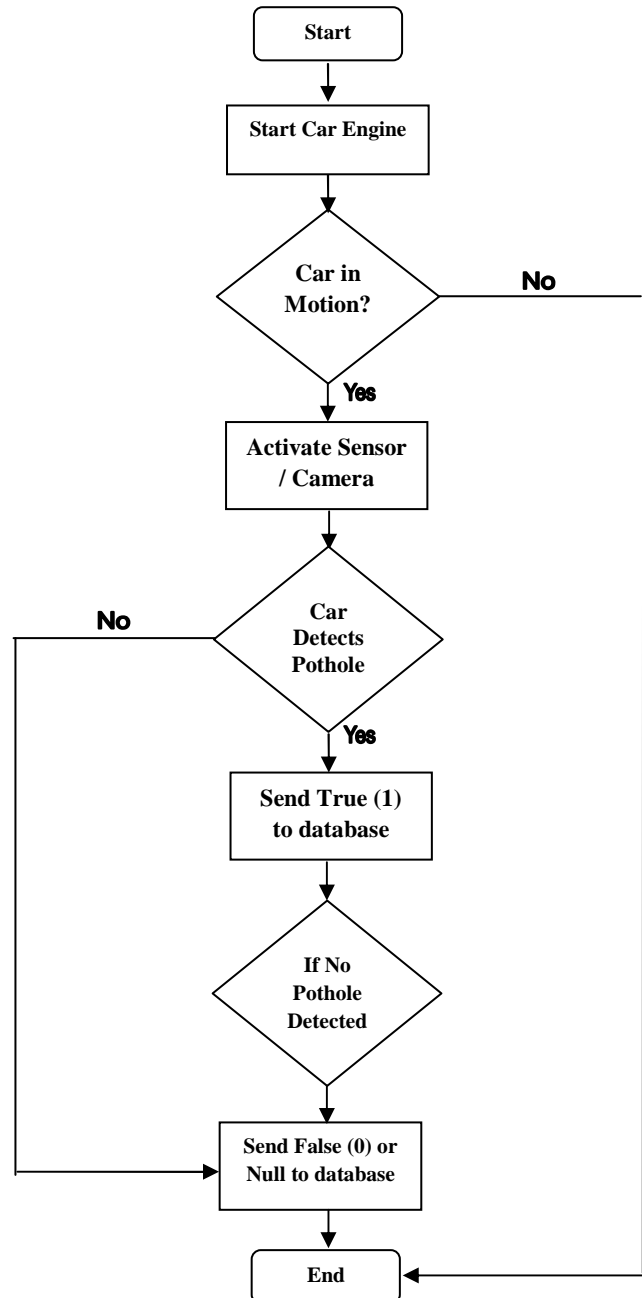 Start
Start Car Engine
Car in
Motion?
No
Yes
Activate Sensor
/ Camera
No
Car
Detects
Pothole
Yes
Send True (1)
to database
If No
Pothole
Detected
Send False (0) or
Null to database
End